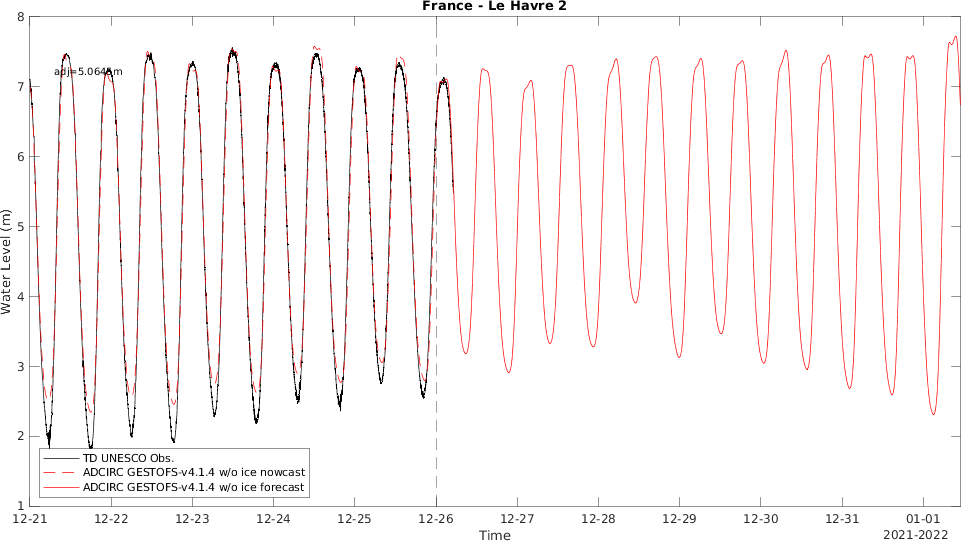 France - Le Havre 2
8
7
6
5
4
3
2
1
Water Level (m)
adj=5.0645m
TD UNESCO Obs.
ADCIRC GESTOFS-v4.1.4 w/o ice nowcast
ADCIRC GESTOFS-v4.1.4 w/o ice forecast
12-21 12-22 12-23 12-24 12-25 12-26 12-27 12-28 12-29 12-30 12-31 01-01
Time
2021-2022